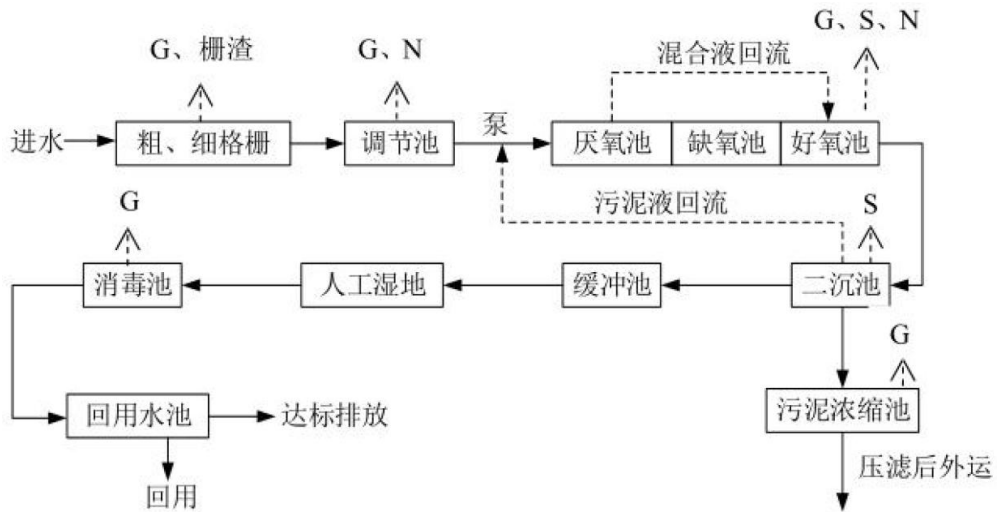 G、S、N
G、栅渣
G、N
混合液回流
泵
进水
粗、细格栅
调节池
厌氧池
缺氧池
好氧池
污泥液回流
G
S
消毒池
人工湿地
缓冲池
二沉池
G
回用水池
达标排放
污泥浓缩池
压滤后外运
回用